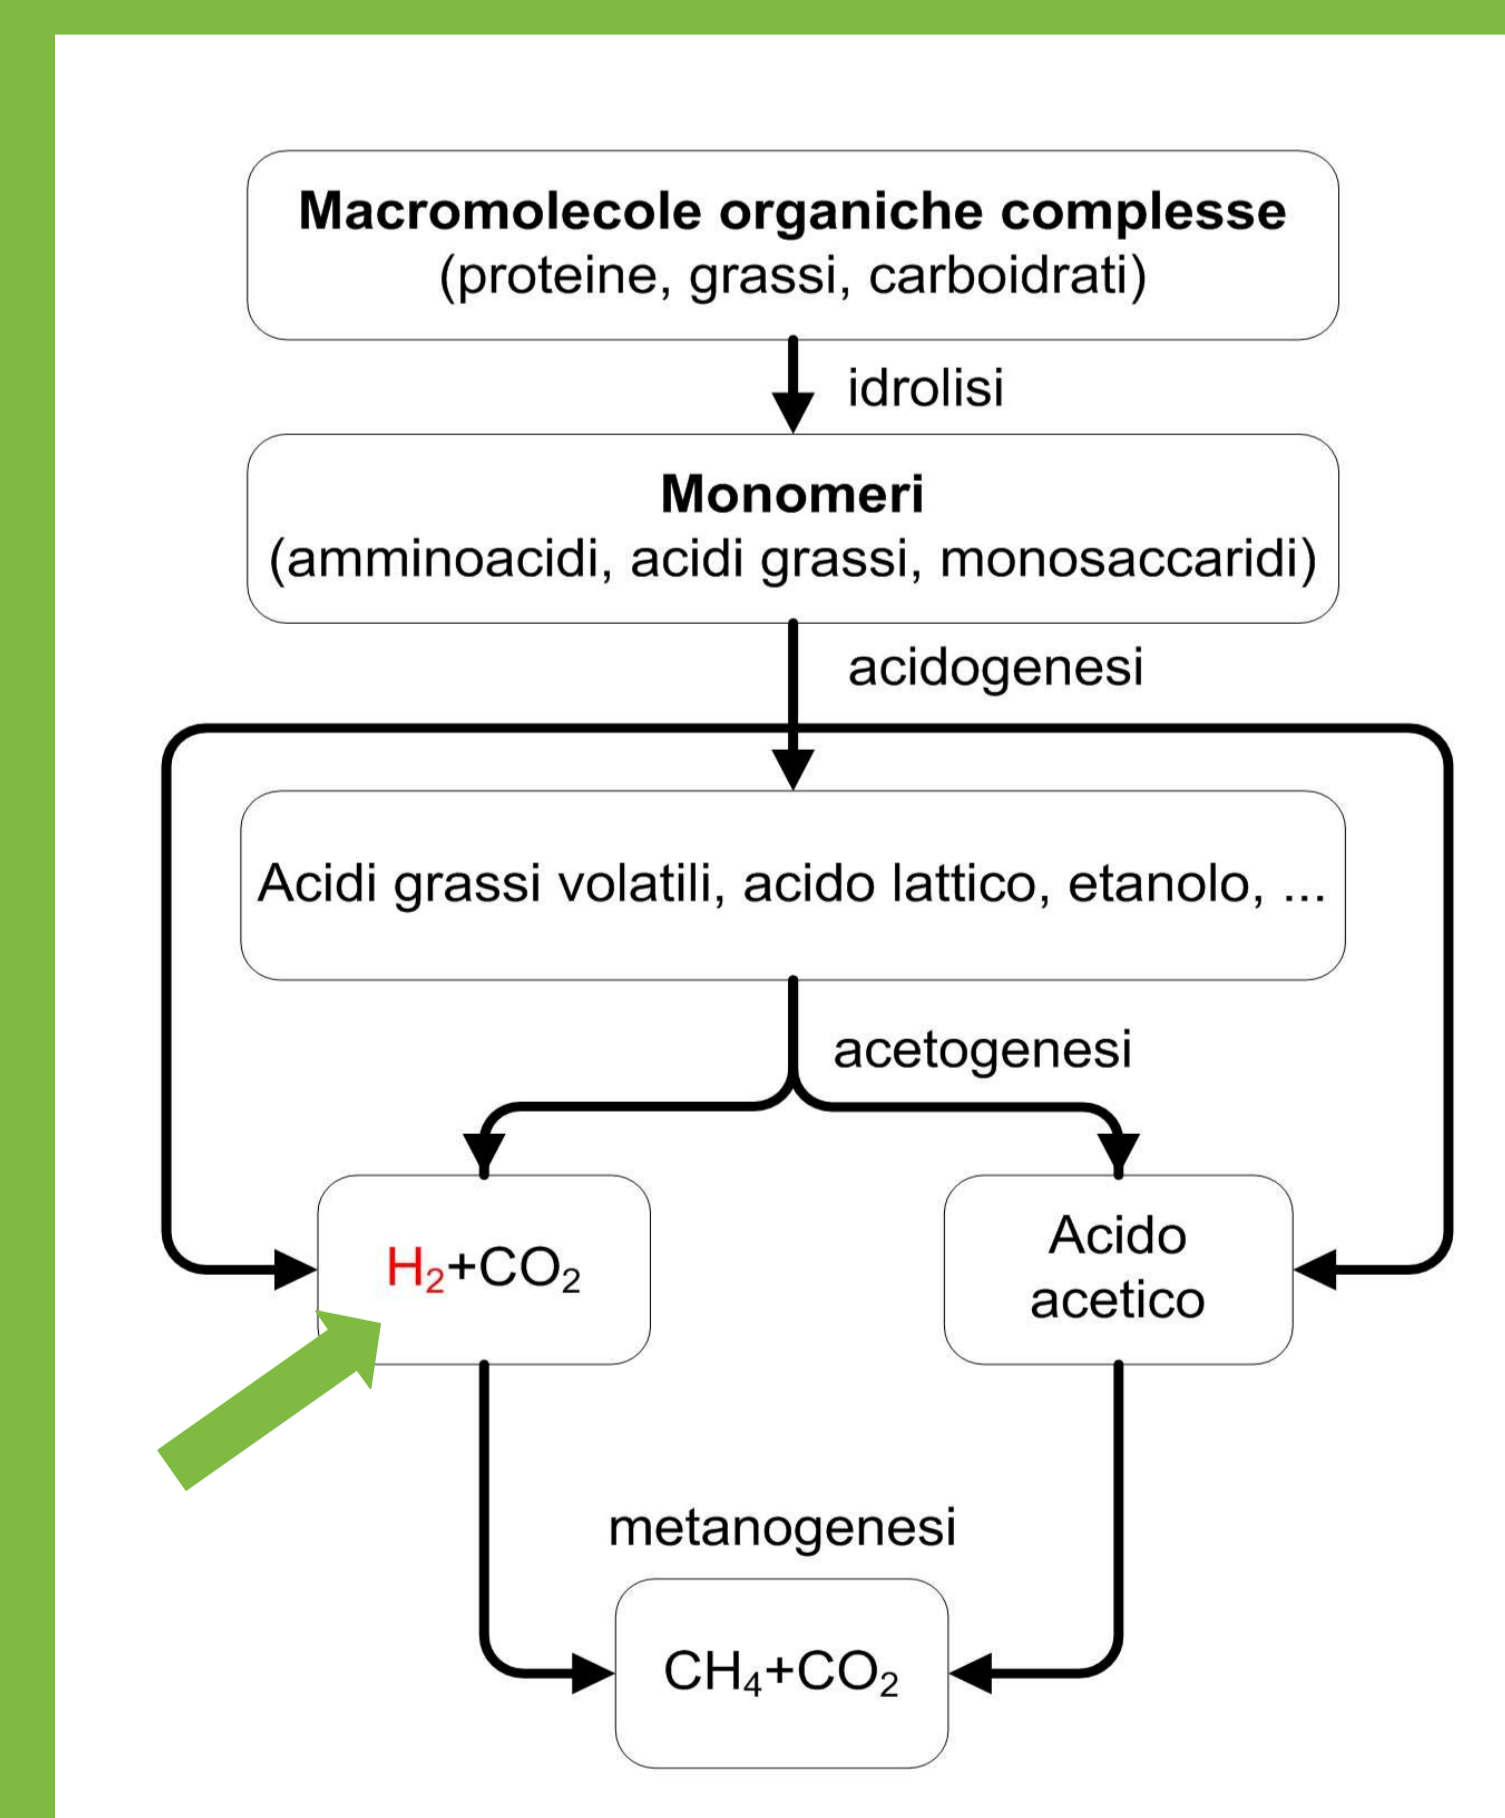 Macromolecole organiche complesse
(proteine, grassi, carboidrati)
idrolisi
Monomeri
(amminoacidi, acidi grassi, monosaccaridi)
acidogenesi
Acidi grassi volatili, acido lattico, etanolo, ...
acetogenesi
H₂+CO₂
Acido
acetico
metanogenesi
CH₄+CO₂